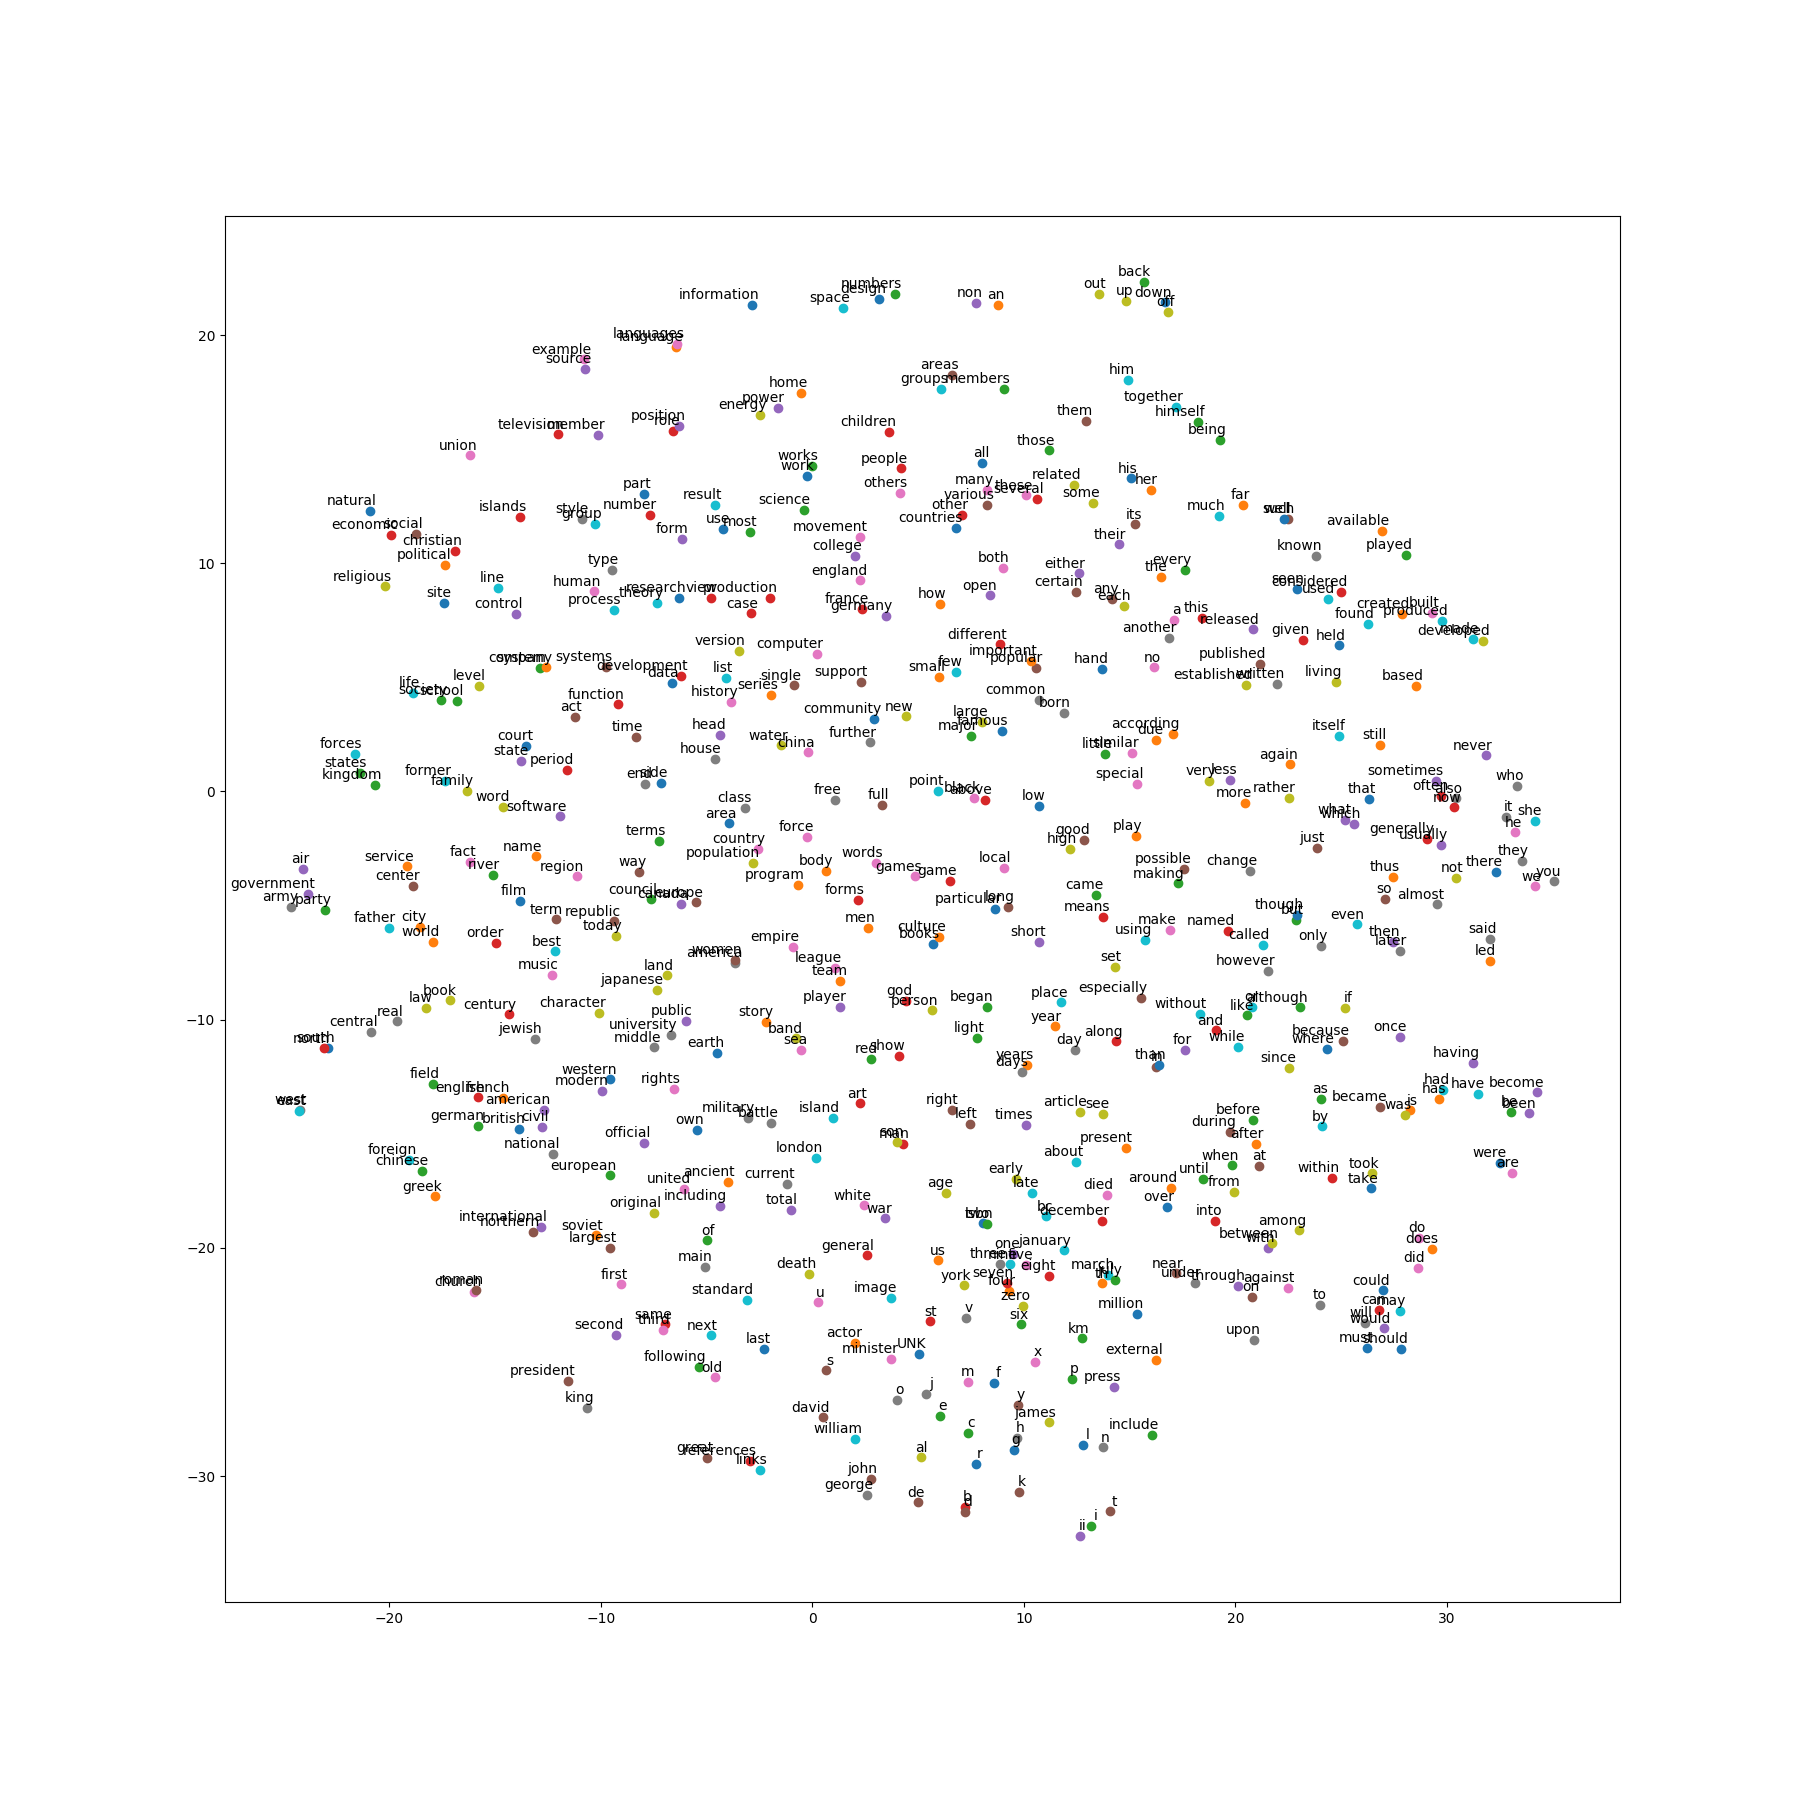 back
numbers
out
design
up
down
non
an
information
space
off
20
languages
language
example
source
areas
groups
members
him
home
power
together
energy
himself
position
them
role
children
being
television
member
union
those
works
all
work
people
his
related
many
these
her
others
several
part
result
science
various
some
far
natural
islands
style
number
other
much
well
group
use
most
countries
its
available
economic
social
movement
christian
their
college
known
played
political
10
type
both
every
either
the
england
religious
line
human
open
certain
seen
considered
site
process
theory
research
view
production
how
any
each
used
control
case
france
germany
a
this
created
built
found
produced
another
released
given
held
made
developed
version
computer
different
important
popular
no
company
system
systems
development
small
few
hand
published
data
list
single
support
established
written
living
based
life
society
school
level
series
function
history
common
act
community
new
large
born
time
head
major
famous
according
due
itself
still
court
water
china
further
forces
state
house
little
similar
again
never
states
period
kingdom
former
family
end
side
point
special
very
less
sometimes
who
often
0
word
free
full
black
above
low
more
rather
that
also
now
software
class
it
she
area
what
which
he
force
play
generally
usually
terms
country
good
high
just
name
population
words
they
air
service
fact
river
way
body
games
game
local
possible
change
thus
not
there
center
region
program
making
we
you
government
army
party
film
council
canada
europe
forms
particular
long
came
so
almost
father
city
term
republic
men
means
though
but
even
world
order
today
culture
books
short
make
using
named
called
only
then
later
said
best
women
america
empire
led
music
land
league
team
set
however
japanese
book
law
century
character
player
god
person
began
place
especially
without
or
like
although
if
−10
real
central
public
story
light
year
and
jewish
university
middle
band
sea
day
along
for
while
because
where
once
south
north
earth
red
show
years
days
than
in
since
having
field
western
modern
rights
had
has
have
become
english
french
american
art
article
see
as
became
is
was
be
been
west
east
german
british
civil
own
military
battle
island
right
left
times
before
by
during
after
national
official
son
man
present
foreign
chinese
london
about
when
at
were
are
european
within
took
take
greek
united
ancient
current
early
until
around
from
original
including
total
age
late
died
over
international
northern
white
war
bc
december
into
among
soviet
largest
of
two
between
with
do
does
−20
main
general
us
one
three
five
january
did
death
seven
eight
march
july
near
under
through
against
first
york
four
th
on
could
roman
church
standard
u
image
zero
million
to
can
may
same
third
st
v
six
will
would
second
next
last
actor
UNK
km
upon
must
should
minister
x
external
following
old
s
president
m
f
p
press
king
o
j
e
y
david
james
william
c
h
g
l
n
include
great
references
links
al
r
−30
john
george
k
de
b
d
t
i
ii
−20
−10
0
10
20
30